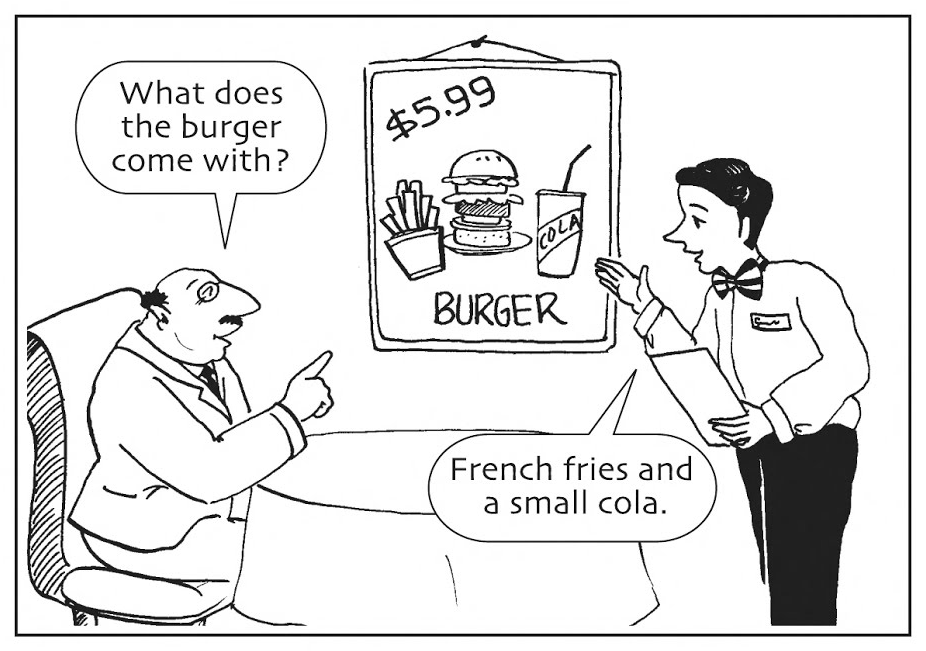 What does
the burger
come with?
$5.99
COLA
BURGER
French fries and
a small cola.